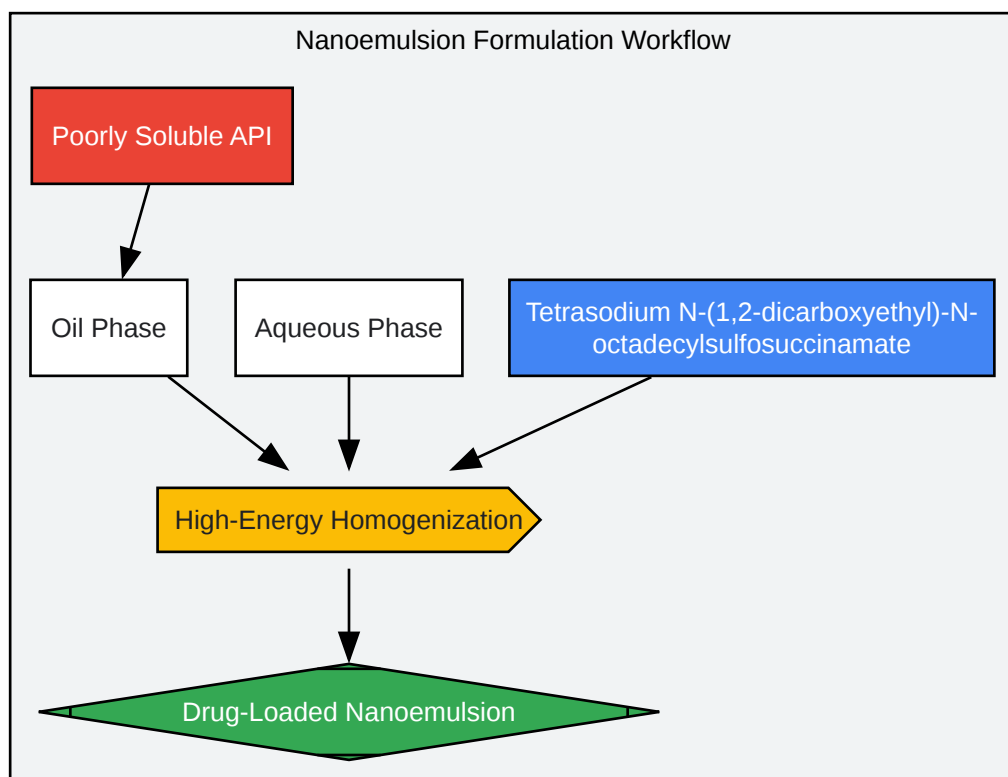 Nanoemulsion Formulation Workflow
Poorly Soluble API
Oil Phase
Aqueous Phase
Tetrasodium N-(1,2-dicarboxyethyl)-N-
octadecylsulfosuccinamate
High-Energy Homogenization
Drug-Loaded Nanoemulsion